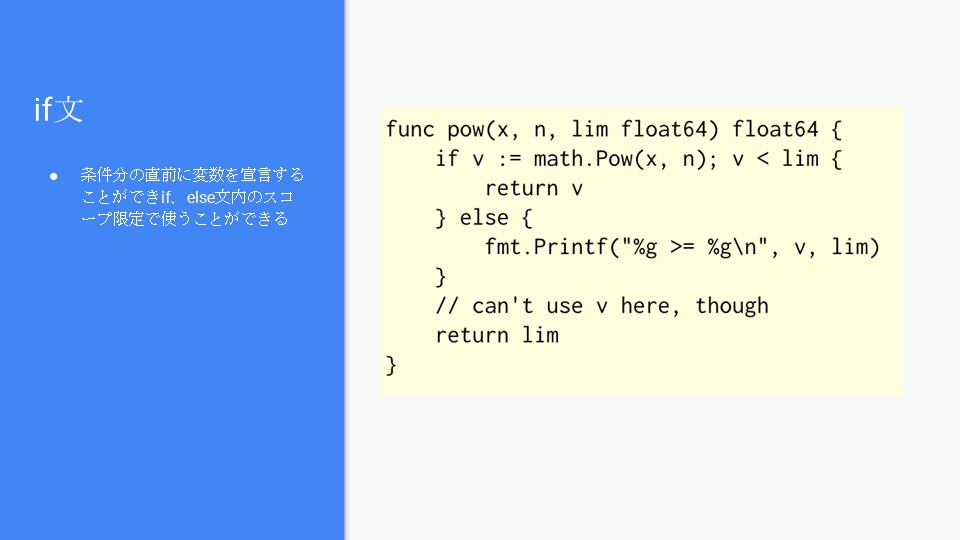 if文
● 条件分の直前に変数を宣言する
ことができif、else文内のスコ
ープ限定で使うことができる
func pow(x, n, lim float64) float64 {
    if v := math.Pow(x, n); v < lim {
        return v
    } else {
        fmt.Printf("%g >= %g\n", v, lim)
    }
    // can't use v here, though
    return lim
}